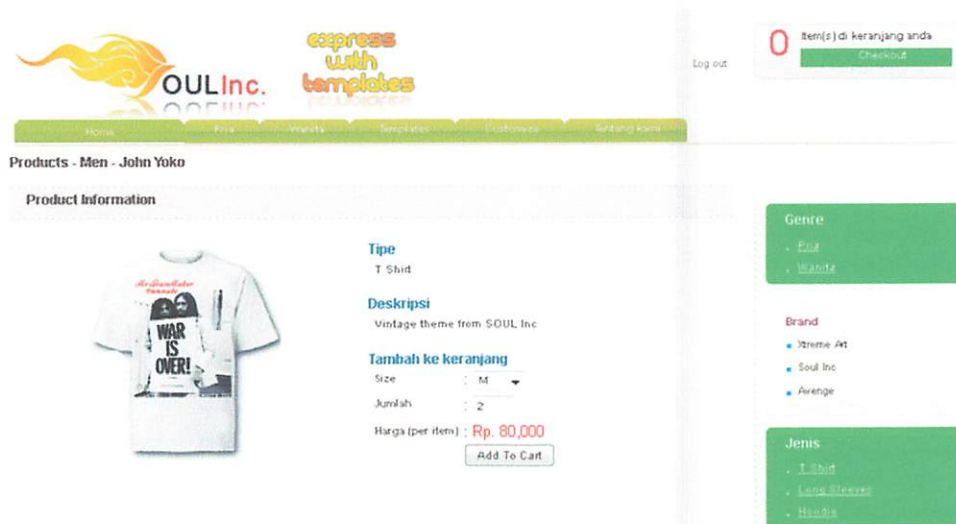 SOULInc.
express
with
templates
Log out
0 Item(s) di keranjang anda
Checkout
Home Pria Wanita Templates Customize Tentang kami
Products - Men - John Yoko
Product Information
WAR
IS
OVER!
Tipe
T Shirt
Deskripsi
Vintage theme from SOUL Inc
Tambah ke keranjang
Size : M
Jumlah : 2
Harga (per item) : Rp. 80,000
Add To Cart
Genre
Pria
Wanita
Brand
Xtreme Art
Soul Inc
Avenge
Jenis
T Shirt
Long Sleeves
Hoodie